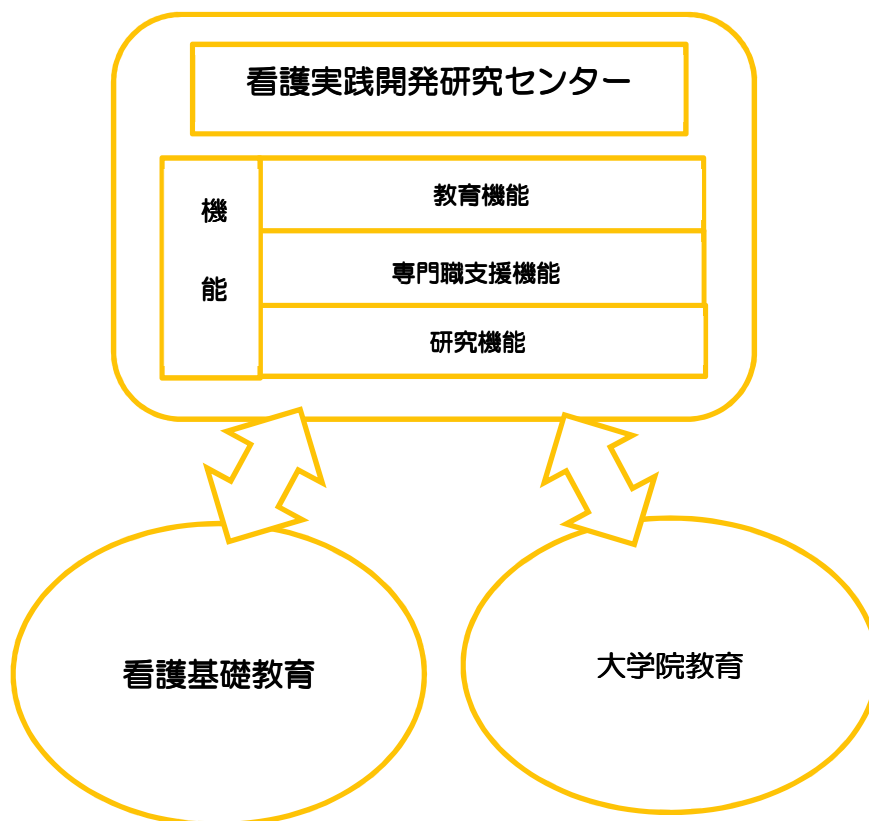 看護実践開発研究センター
機能
教育機能
専門職支援機能
研究機能
看護基礎教育
大学院教育